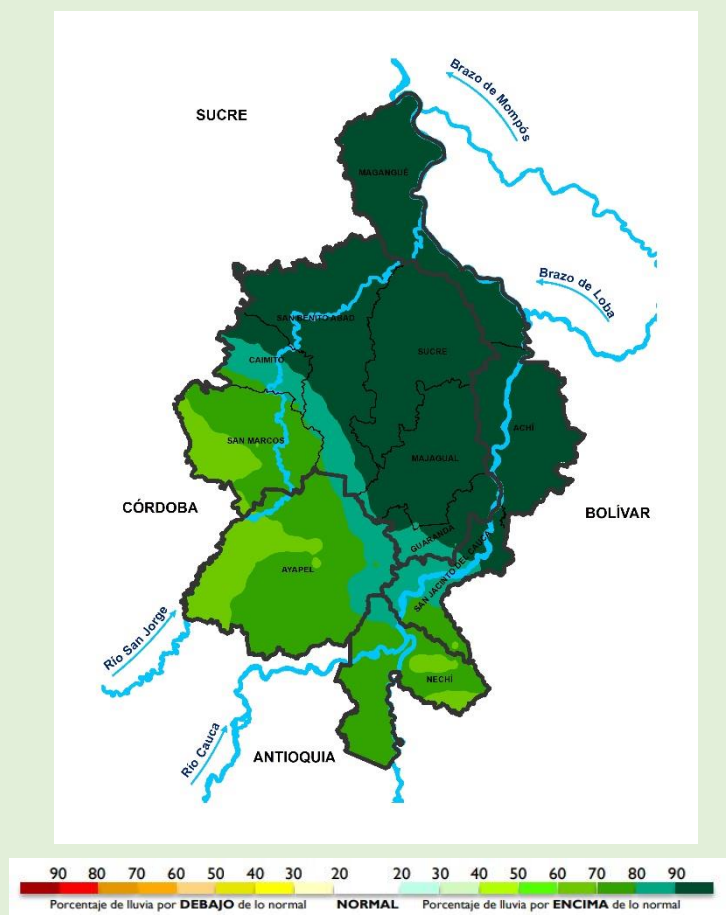 Brazo de Mompós
SUCRE
MAGANGUÉ
Brazo de Loba
SAN BENITO ABAD
SUCRE
CAIMITO
ACHÍ
SAN MARCOS
MAJAGUAL
CÓRDOBA
BOLÍVAR
GUARANDA
AYAPEL
SAN JACINTO DEL CAUCA
Río San Jorge
NECHÍ
Río Cauca
ANTIOQUIA
90 80 70 60 50 40 30 20 20 30 40 50 60 70 80 90
Porcentaje de lluvia por DEBAJO de lo normal NORMAL Porcentaje de lluvia por ENCIMA de lo normal